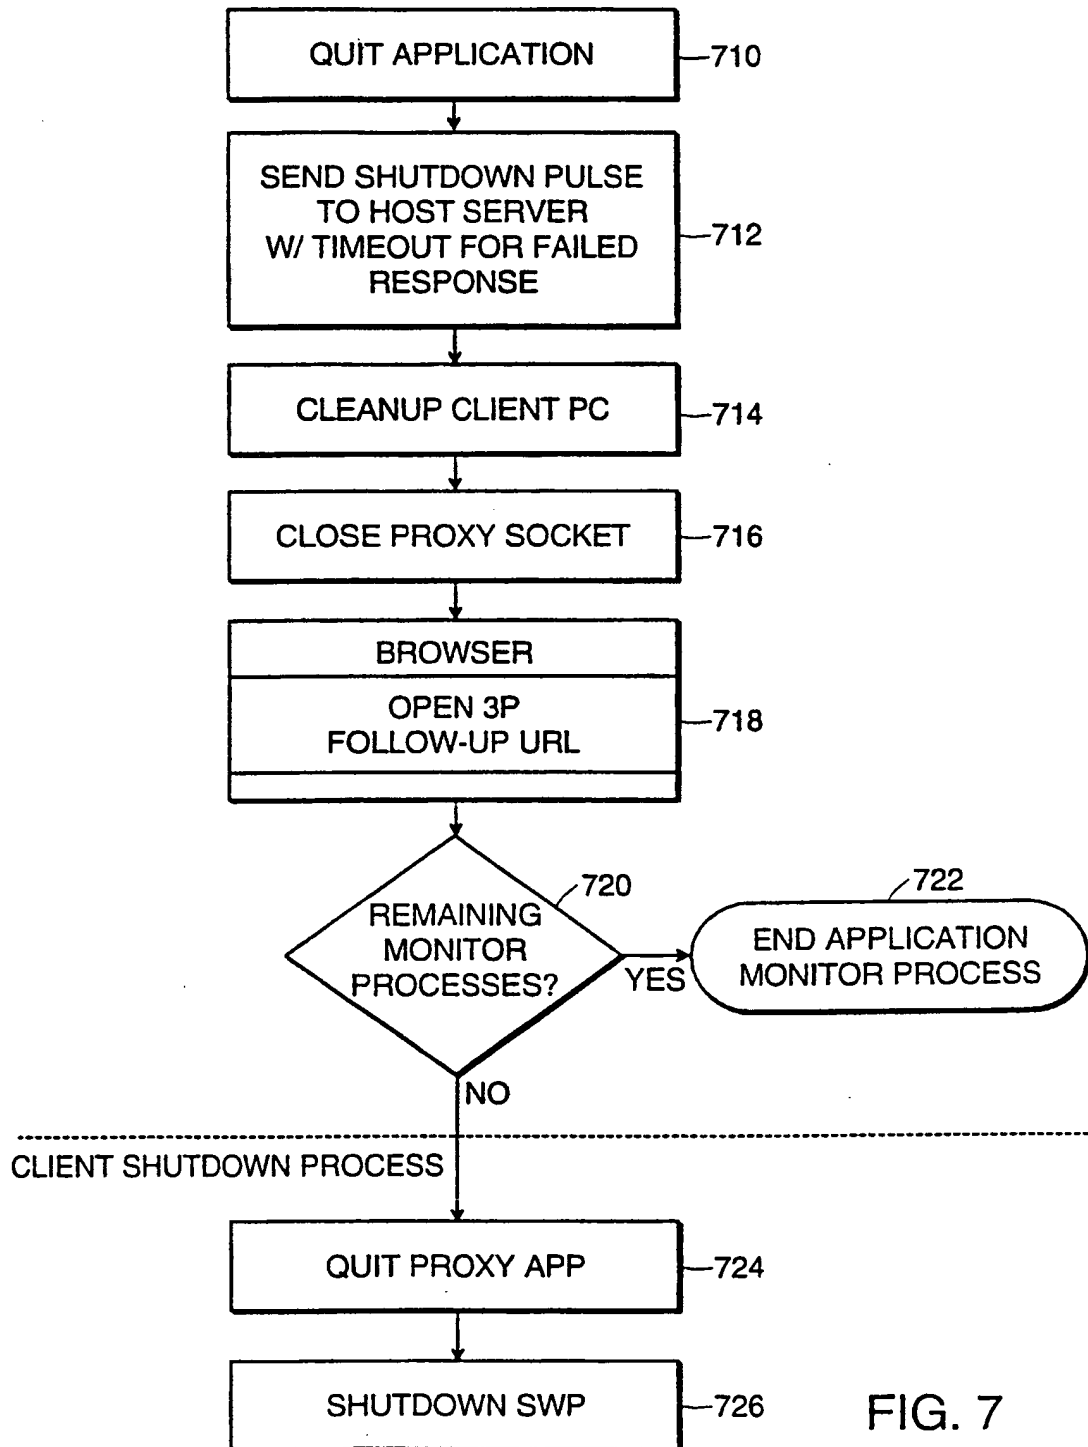 QUIT APPLICATION
710
SEND SHUTDOWN PULSE
TO HOST SERVER
W/ TIMEOUT FOR FAILED
RESPONSE
712
CLEANUP CLIENT PC
714
CLOSE PROXY SOCKET
716
BROWSER
OPEN 3P
FOLLOW-UP URL
718
720
REMAINING
MONITOR
PROCESSES?
YES
722
END APPLICATION
MONITOR PROCESS
NO
CLIENT SHUTDOWN PROCESS
QUIT PROXY APP
724
SHUTDOWN SWP
726
FIG. 7